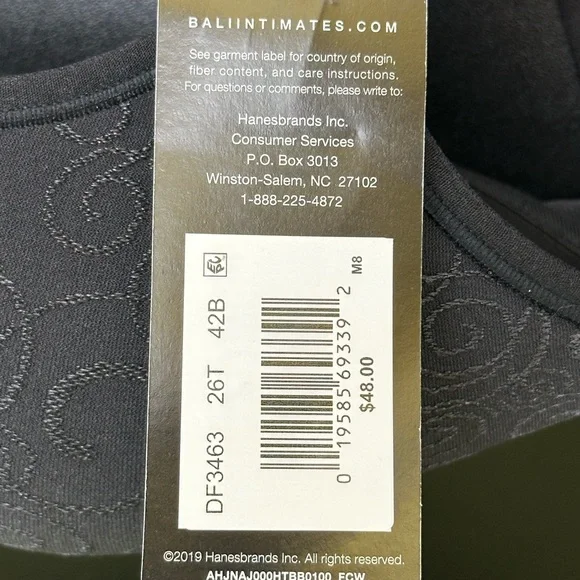 BALIINTIMATES.COM
See garment label for country of origin,
fiber content, and care instructions.
For questions or comments, please write to:
Hanesbrands Inc.
Consumer Services
P.O. Box 3013
Winston-Salem, NC 27102
1-888-225-4872
DF3463 26T 42B
0 19585 69339 2
M8
$48.00
©2019 Hanesbrands Inc. All rights reserved.
AHJNAJ000HTBB0100 FCW